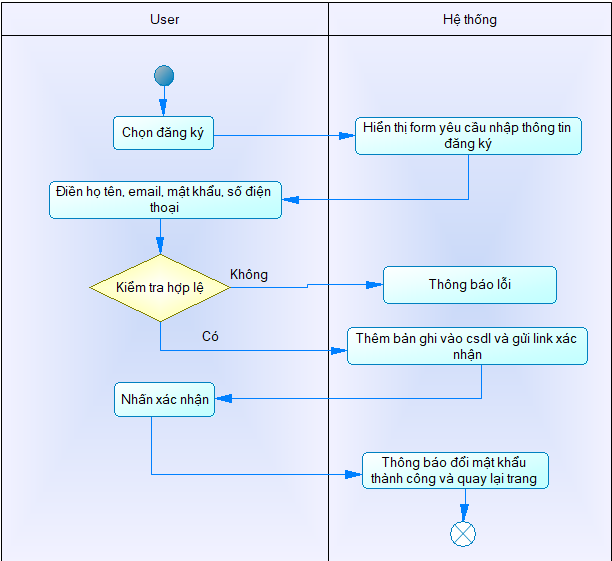 User
Hệ thống
Chọn đăng ký
Hiển thị form yêu cầu nhập thông tin
đăng ký
Điền họ tên, email, mật khẩu, số điện
thoại
Kiểm tra hợp lệ
Không
Thông báo lỗi
Có
Thêm bản ghi vào csdl và gửi link xác
nhận
Nhấn xác nhận
Thông báo đổi mật khẩu
thành công và quay lại trang